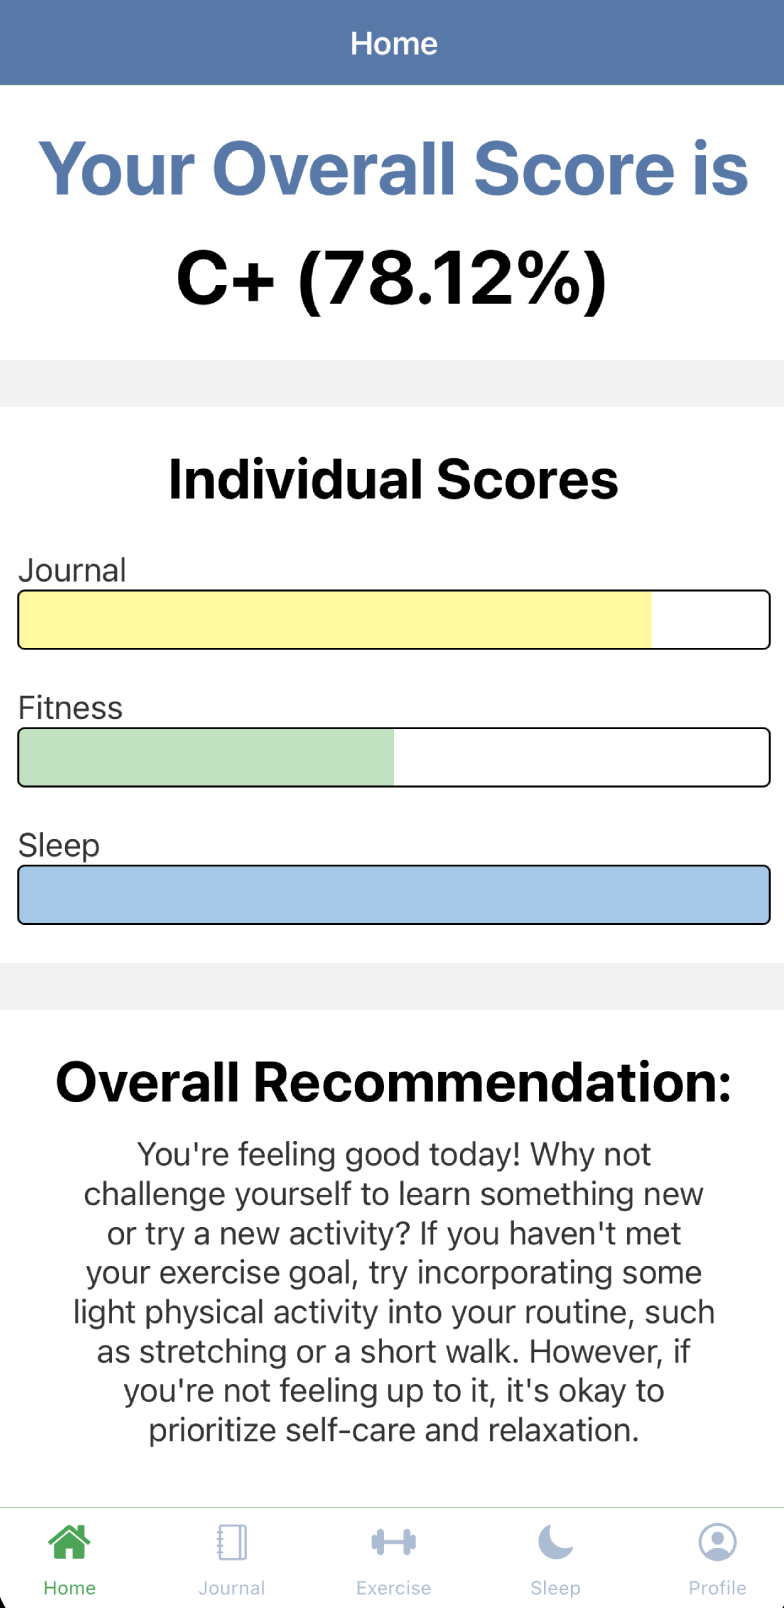 Home
Your Overall Score is
C+ (78.12%)
Individual Scores
Journal
Fitness
Sleep
Overall Recommendation:
You're feeling good today! Why not
challenge yourself to learn something new
or try a new activity? If you haven't met
your exercise goal, try incorporating some
light physical activity into your routine, such
as stretching or a short walk. However, if
you're not feeling up to it, it's okay to
prioritize self-care and relaxation.
Home
Journal
Exercise
Sleep
Profile